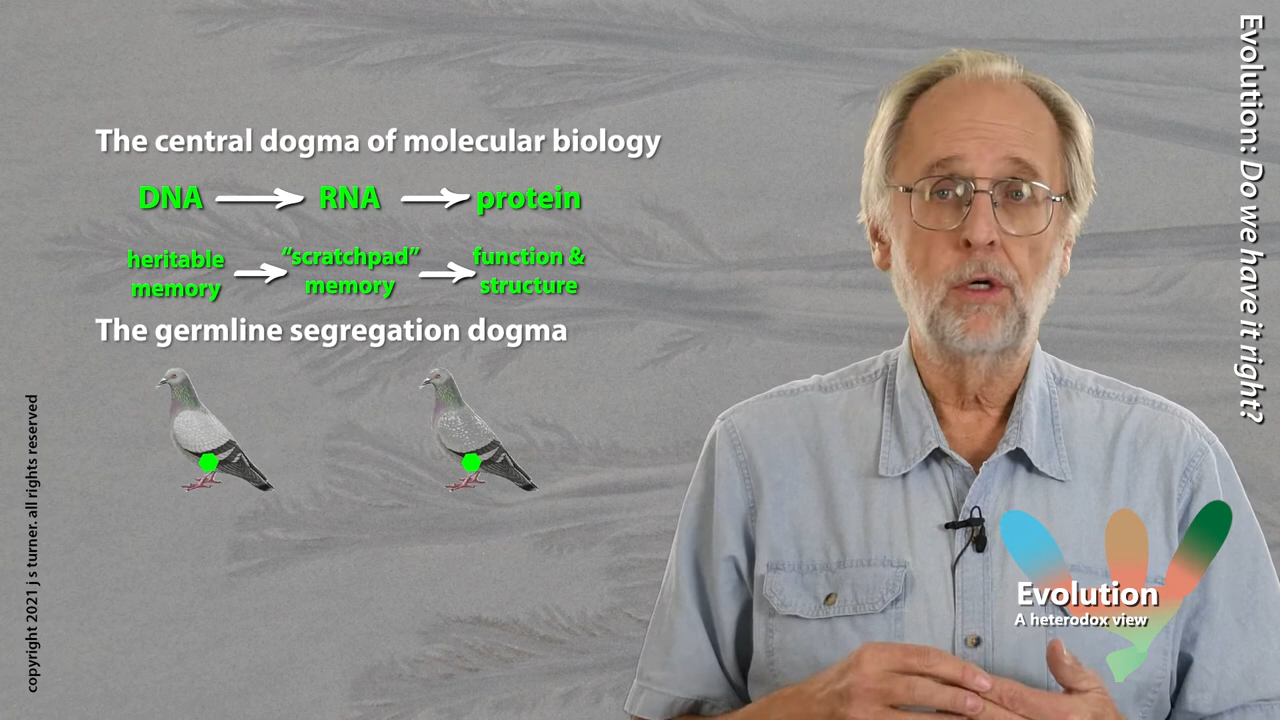 The central dogma of molecular biology
DNA → RNA → protein
heritable memory → “scratchpad” memory → function & structure
The germline segregation dogma
Evolution
A heterodox view
Evolution: Do we have it right?
copyright 2021 j s turner. all rights reserved